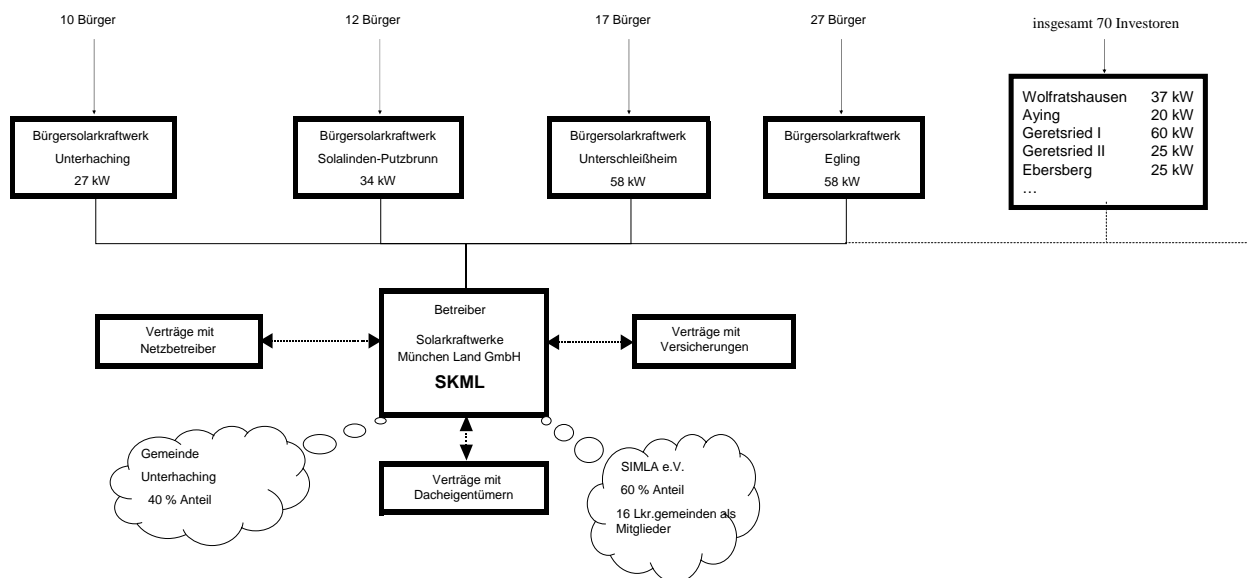 10 Bürger
12 Bürger
17 Bürger
27 Bürger
insgesamt 70 Investoren
Bürgersolarkraftwerk
Unterhaching
27 kW
Bürgersolarkraftwerk
Solalinden-Putzbrunn
34 kW
Bürgersolarkraftwerk
Unterschleißheim
58 kW
Bürgersolarkraftwerk
Egling
58 kW
Wolfratshausen 37 kW
Aying 20 kW
Geretsried I 60 kW
Geretsried II 25 kW
Ebersberg 25 kW
…
Verträge mit
Netzbetreiber
Betreiber
Solarkraftwerke
München Land GmbH
SKML
Verträge mit
Versicherungen
Gemeinde
Unterhaching
40 % Anteil
Verträge mit
Dacheigentümern
SIMLA e.V.
60 % Anteil
16 Lkr.gemeinden als
Mitglieder